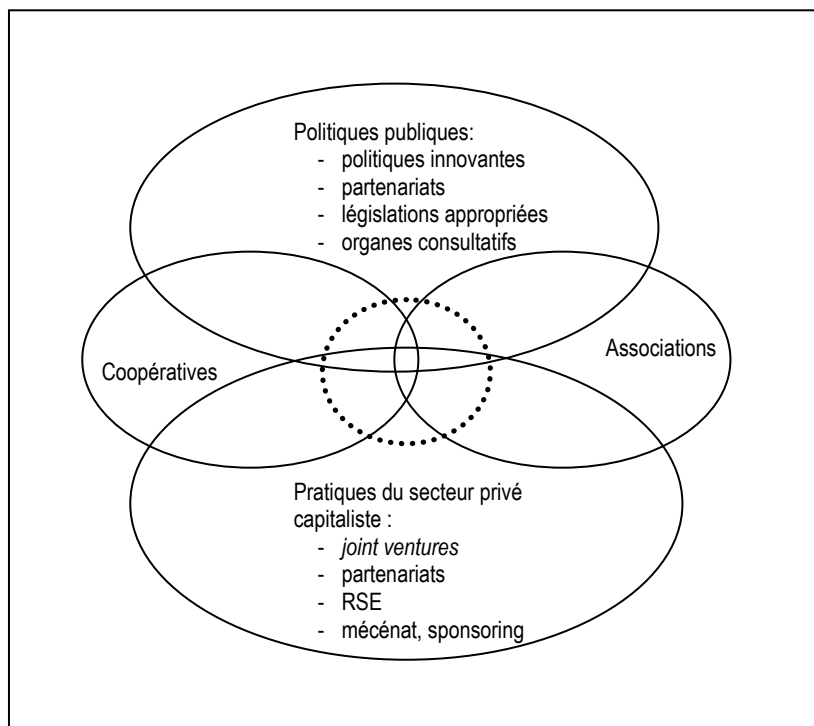 Politiques publiques:
- politiques innovantes
- partenariats
- législations appropriées
- organes consultatifs
Coopératives
Associations
Pratiques du secteur privé
capitaliste :
- joint ventures
- partenariats
- RSE
- mécénat, sponsoring